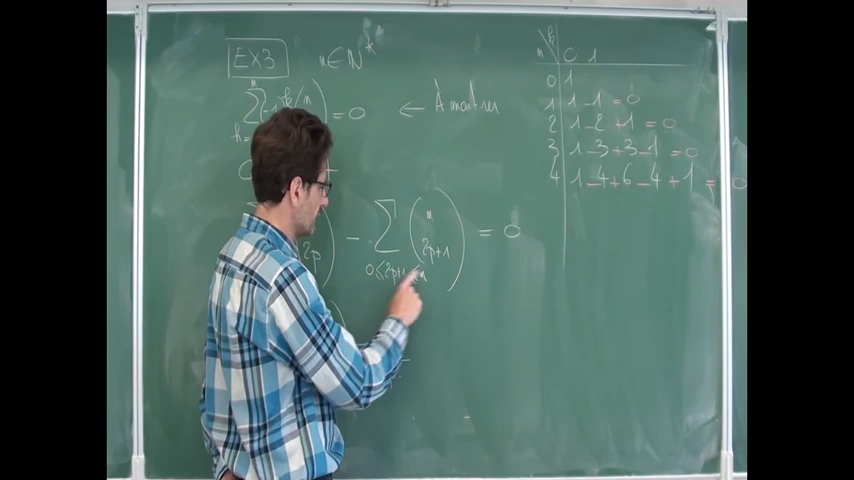 EX3 n∈ℕ*
n
∑ (-1)^k (n ) = 0 ← À montrer
k=
2p) - ∑ (n 2p+1) = 0
0≤2p+1≤n
n\k 0 1
0 1
1 1-1=0
2 1-2+1=0
3 1-3+3-1=0
4 1-4+6-4+1=0